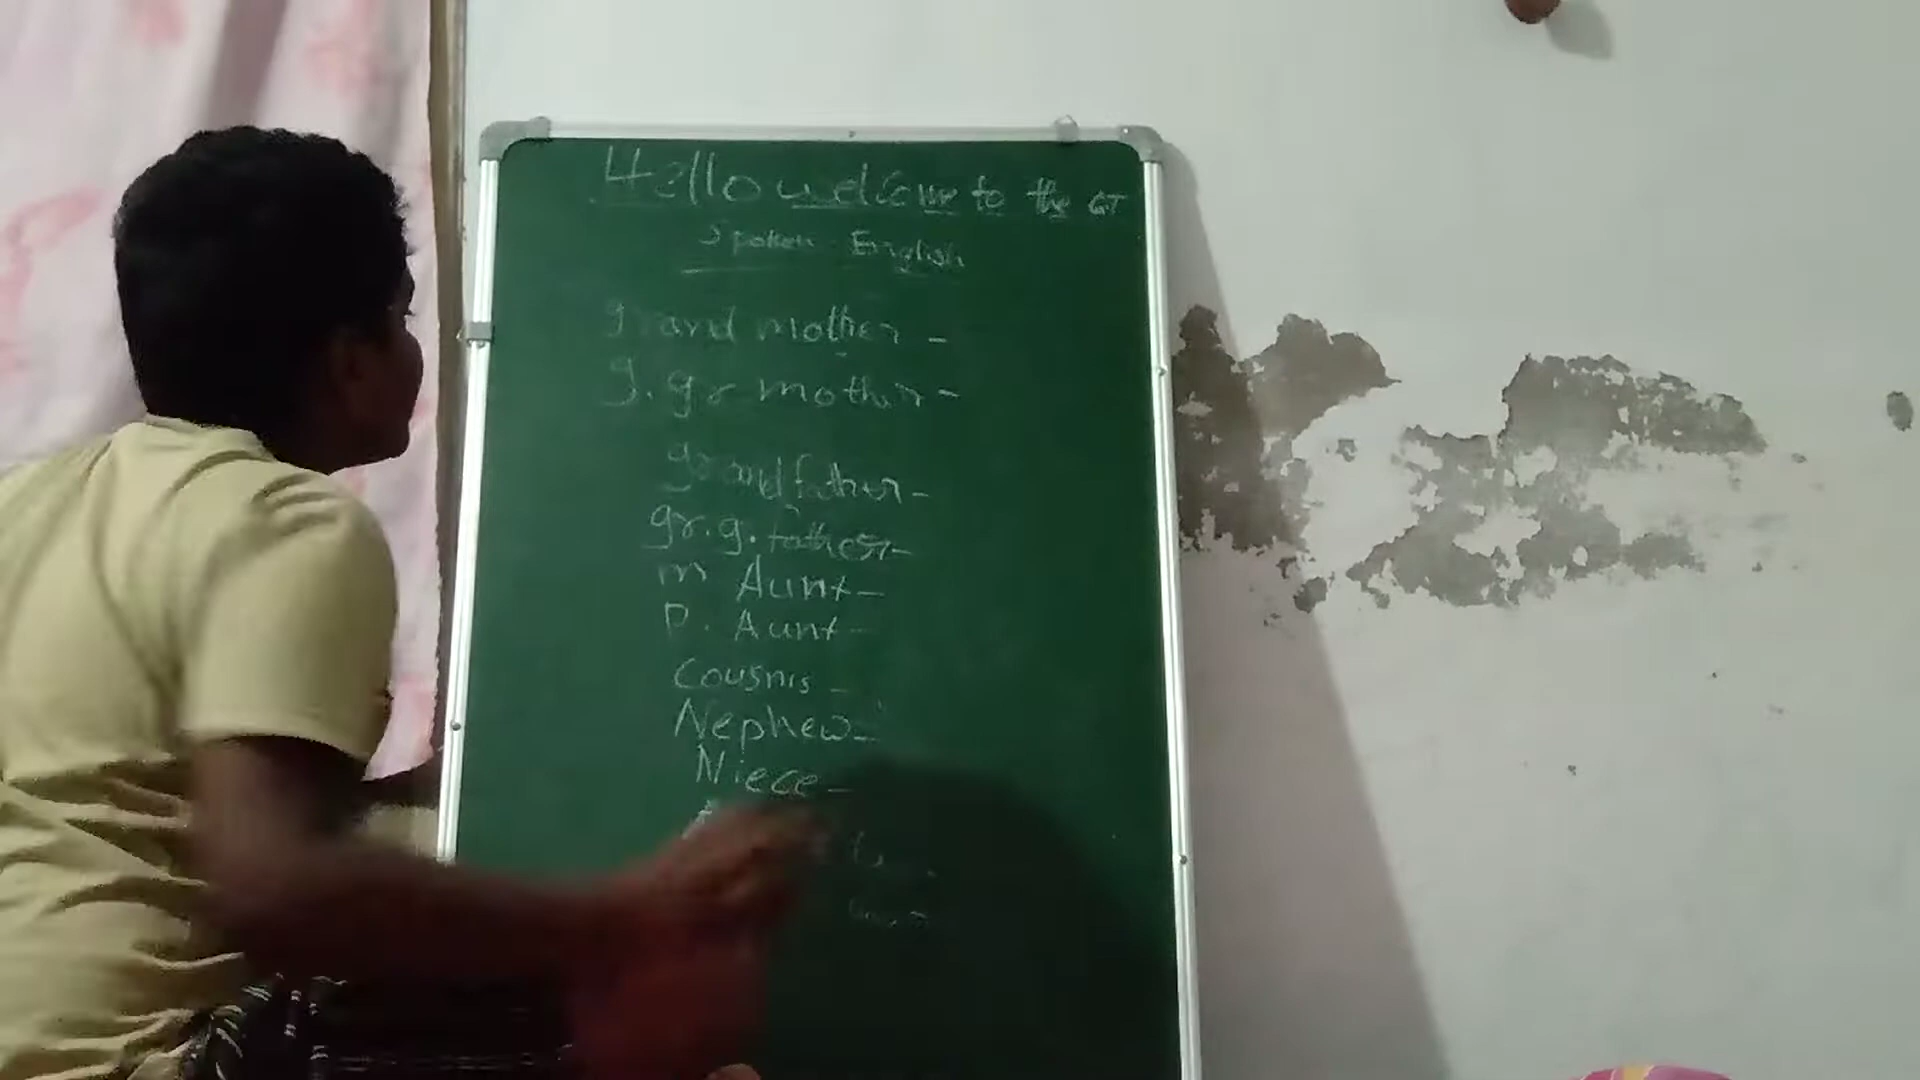 Hello welcome to the GT
Spoken English
grand mother -
g. gr mother -
grand father -
gr. g. father -
m Aunt -
P. Aunt -
Cousnis -
Nephew -
Niece -